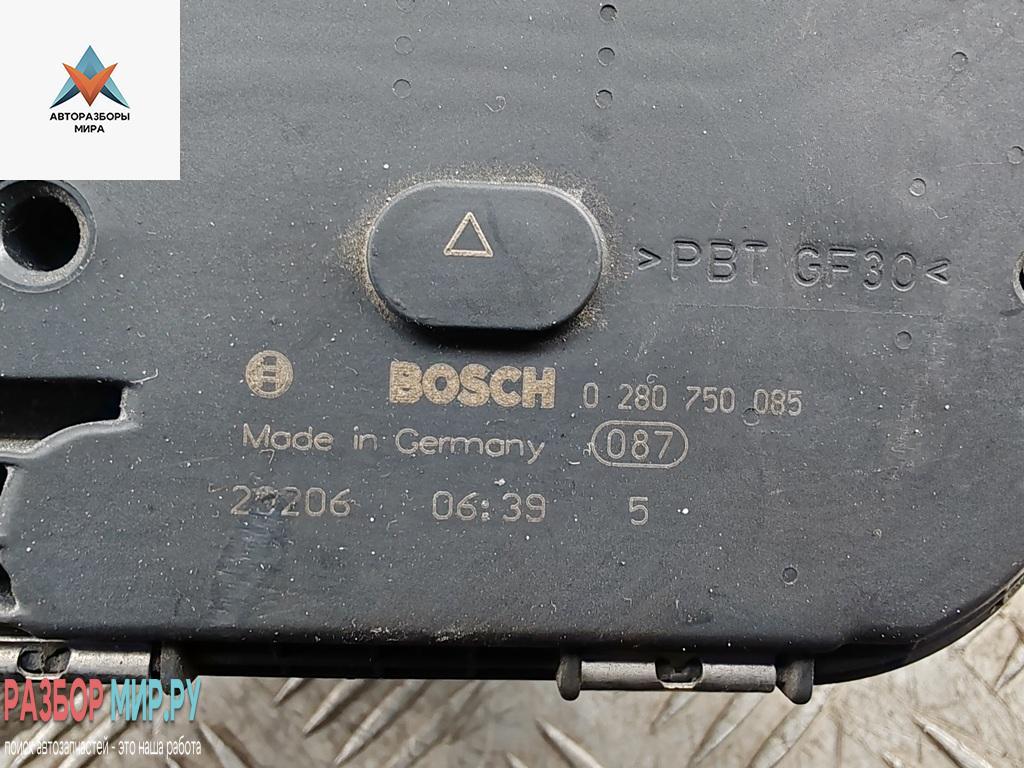 АВТОРАЗБОРЫ
МИРА
>PBT GF30<
BOSCH 0 280 750 085
Made in Germany 087
06:39 5
РАЗБОР МИР.РУ
поиск автозапчастей - это наша работа